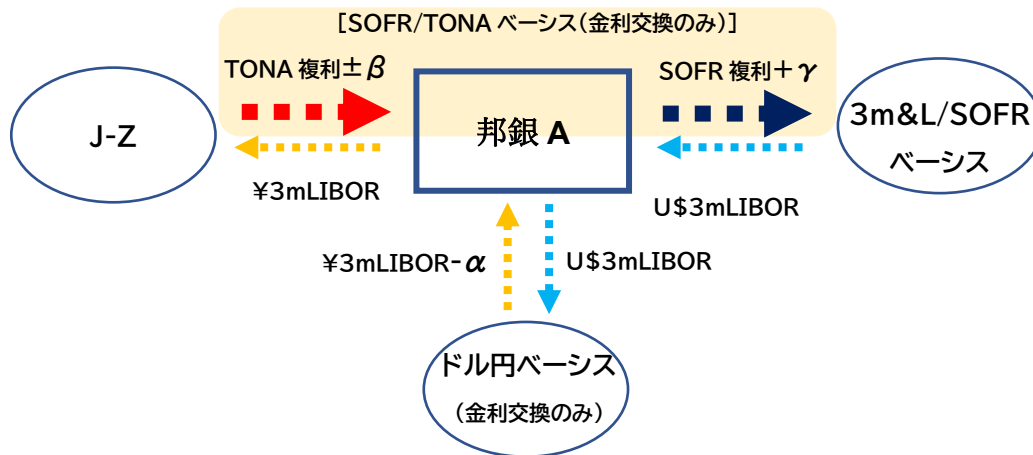 [SOFR/TONA ベーシス(金利交換のみ)]
TONA 複利±β
SOFR 複利+γ
J-Z
邦銀 A
3m&L/SOFR
ベーシス
¥3mLIBOR
U$3mLIBOR
¥3mLIBOR-α
U$3mLIBOR
ドル円ベーシス
(金利交換のみ)